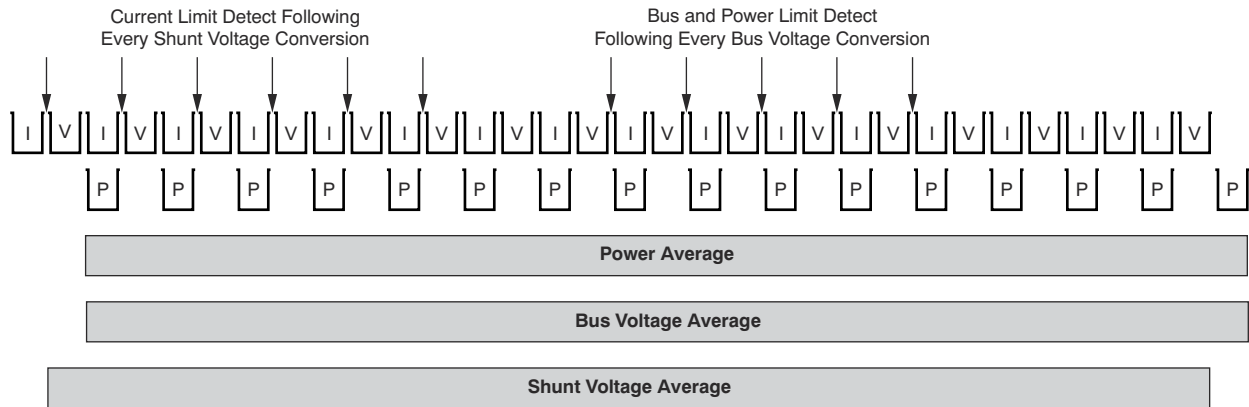 Current Limit Detect Following
Every Shunt Voltage Conversion
Bus and Power Limit Detect
Following Every Bus Voltage Conversion
I V I V I V I V I V I V I V I V I V I V I V I V I V I V I V I V
P P P P P P P P P P P P P P P P
Power Average
Bus Voltage Average
Shunt Voltage Average